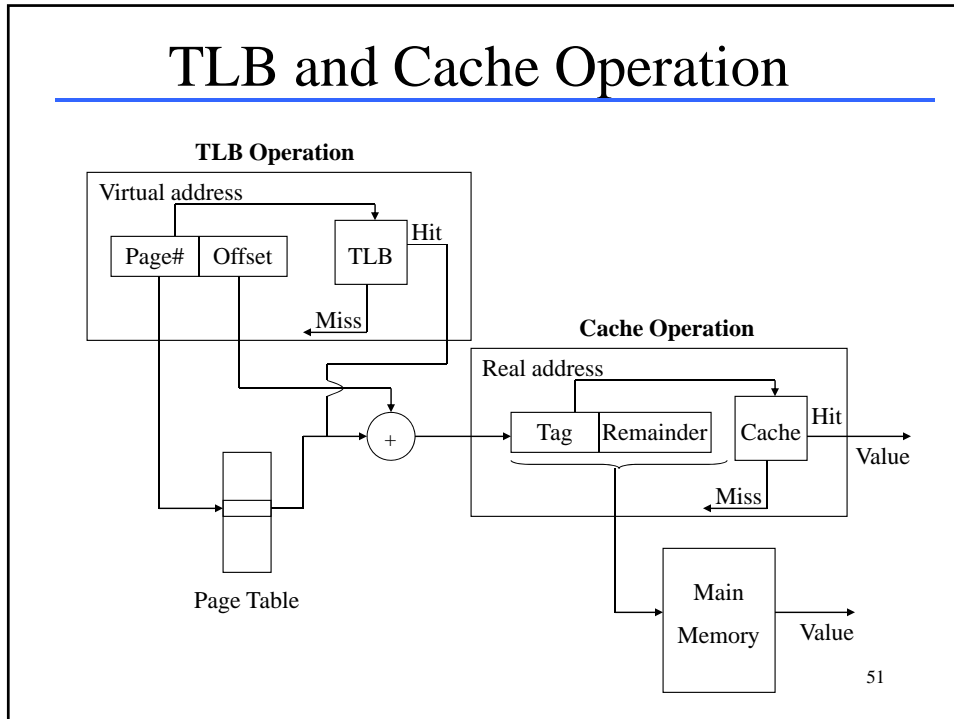 TLB and Cache Operation
TLB Operation
Virtual address
Page#
Offset
TLB
Hit
Miss
Cache Operation
Real address
Tag
Remainder
Cache
Hit
Value
Miss
+
Page Table
Main
Memory
Value
51